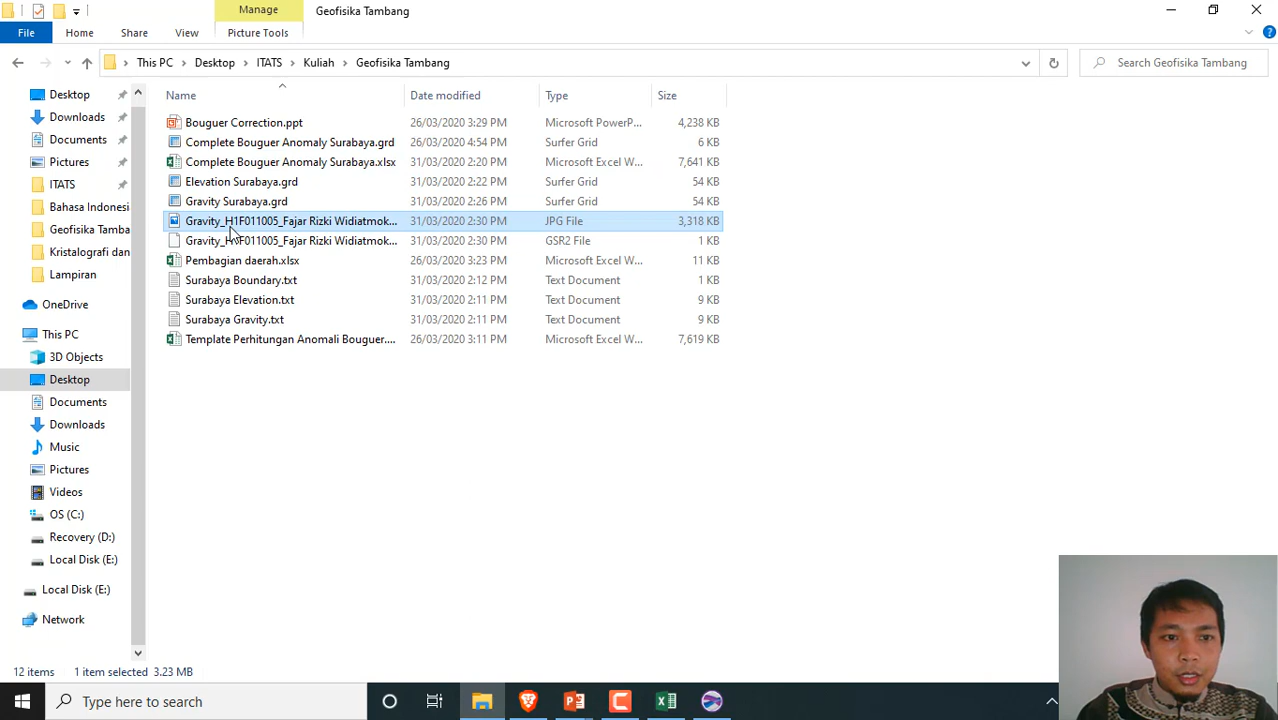 Manage
Geofisika Tambang
File
Home
Share
View
Picture Tools
This PC > Desktop > ITATS > Kuliah > Geofisika Tambang
Search Geofisika Tambang
Name
Date modified
Type
Size
Desktop
Downloads
Documents
Pictures
ITATS
Bahasa Indonesi
Geofisika Tamba
Kristalografi dan
Lampiran
OneDrive
This PC
3D Objects
Desktop
Documents
Downloads
Music
Pictures
Videos
OS (C:)
Recovery (D:)
Local Disk (E:)
Local Disk (E:)
Network
Bouguer Correction.ppt 26/03/2020 3:29 PM Microsoft PowerP... 4,238 KB
Complete Bouguer Anomaly Surabaya.grd 26/03/2020 4:54 PM Surfer Grid 6 KB
Complete Bouguer Anomaly Surabaya.xlsx 31/03/2020 2:20 PM Microsoft Excel W... 7,641 KB
Elevation Surabaya.grd 31/03/2020 2:22 PM Surfer Grid 54 KB
Gravity Surabaya.grd 31/03/2020 2:26 PM Surfer Grid 54 KB
Gravity_H1F011005_Fajar Rizki Widiatmok... 31/03/2020 2:30 PM JPG File 3,318 KB
Gravity_H1F011005_Fajar Rizki Widiatmok... 31/03/2020 2:30 PM GSR2 File 1 KB
Pembagian daerah.xlsx 26/03/2020 3:23 PM Microsoft Excel W... 11 KB
Surabaya Boundary.txt 31/03/2020 2:12 PM Text Document 1 KB
Surabaya Elevation.txt 31/03/2020 2:11 PM Text Document 9 KB
Surabaya Gravity.txt 31/03/2020 2:11 PM Text Document 9 KB
Template Perhitungan Anomali Bouguer.... 26/03/2020 3:11 PM Microsoft Excel W... 7,619 KB
12 items
1 item selected 3.23 MB
Type here to search